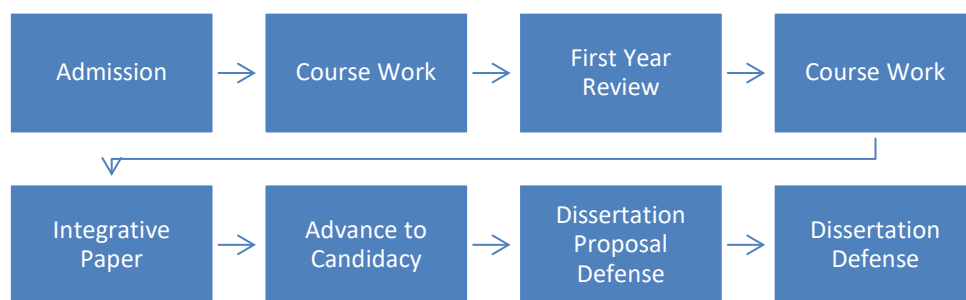 Admission
Course Work
First Year
Review
Course Work
Integrative
Paper
Advance to
Candidacy
Dissertation
Proposal
Defense
Dissertation
Defense